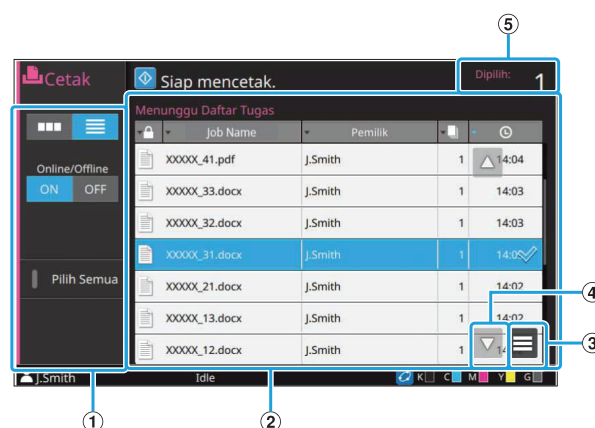 5
Cetak
Siap mencetak.
Dipilih: 1
Menunggu Daftar Tugas
Job Name Pemilik
XXXXX_41.pdf J.Smith 1 14:04
Online/Offline
ON OFF
XXXXX_33.docx J.Smith 1 14:03
XXXXX_32.docx J.Smith 1 14:03
XXXXX_31.docx J.Smith 1
Pilih Semua
XXXXX_21.docx J.Smith 1 14:02
4
XXXXX_13.docx J.Smith 1 14:02
3
XXXXX_12.docx J.Smith 1
J.Smith Idle K C M Y G
1 2